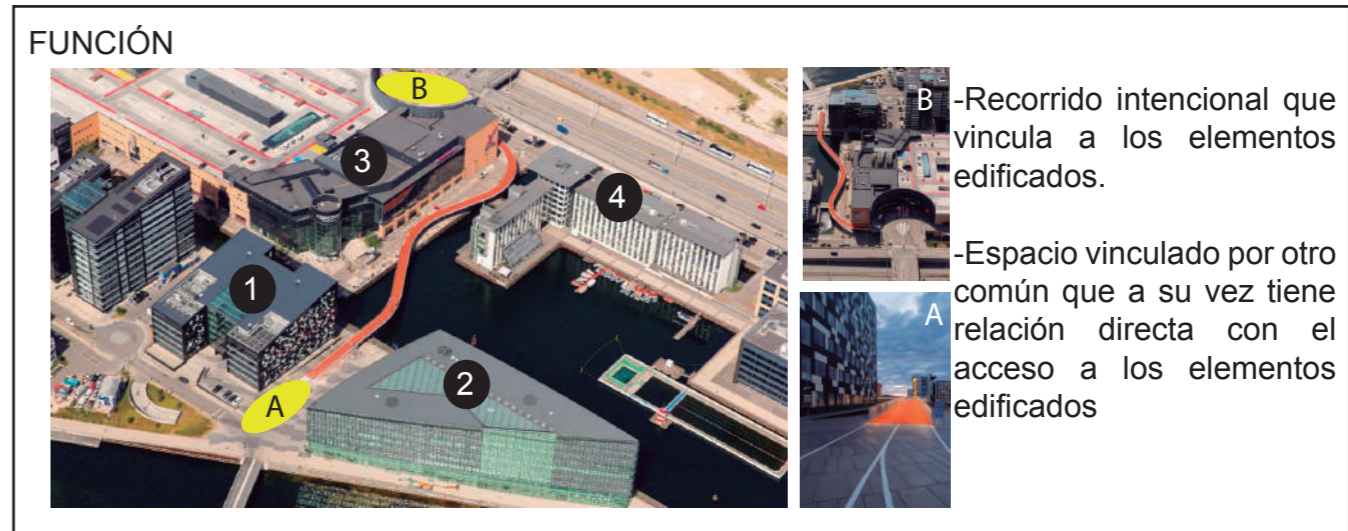 FUNCIÓN
B
3
4
1
2
A
B
A
-Recorrido intencional que
vincula a los elementos
edificados.
-Espacio vinculado por otro
común que a su vez tiene
relación directa con el
acceso a los elementos
edificados